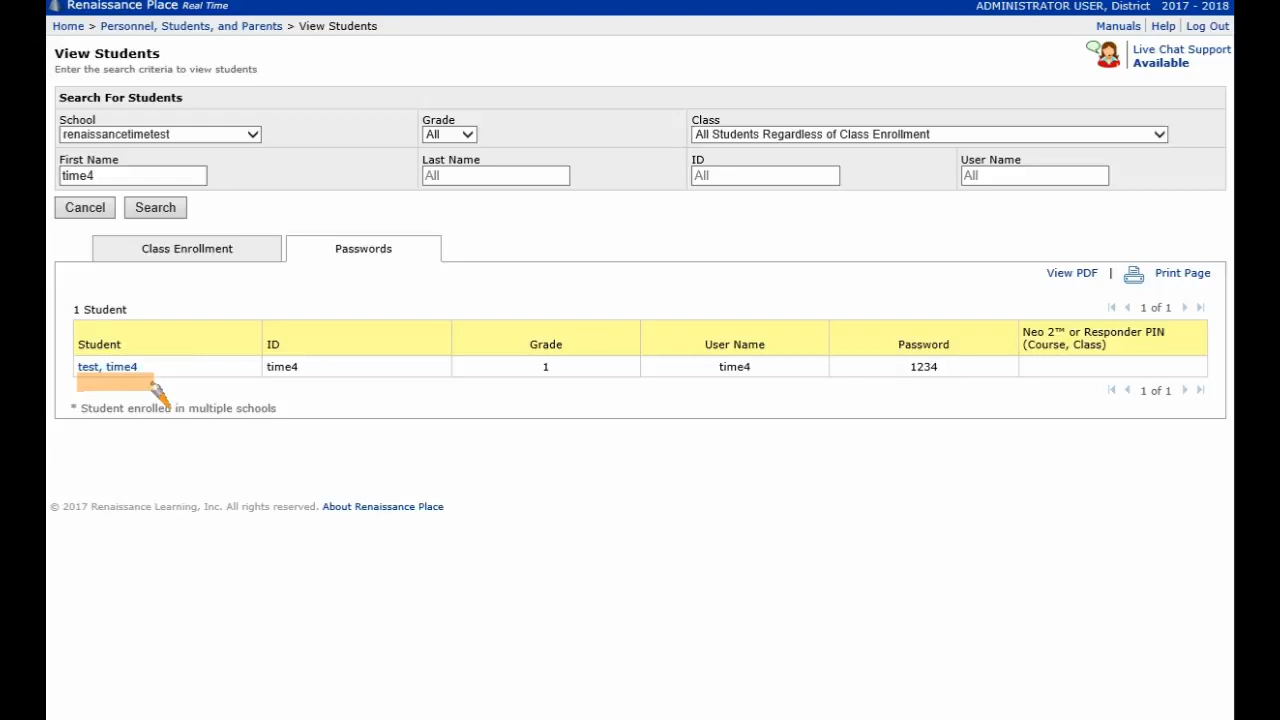 Renaissance Place Real Time ADMINISTRATOR USER, District 2017 - 2018
Home > Personnel, Students, and Parents > View Students Manuals | Help | Log Out
View Students
Enter the search criteria to view students
Live Chat Support
Available
Search For Students
School Grade Class
renaissancetimetest All All Students Regardless of Class Enrollment
First Name Last Name ID User Name
time4 All All All
Cancel Search
Class Enrollment Passwords
View PDF | Print Page
1 Student 1 of 1
Student ID Grade User Name Password Neo 2™ or Responder PIN
(Course, Class)
test, time4 time4 1 time4 1234
1 of 1
* Student enrolled in multiple schools
© 2017 Renaissance Learning, Inc. All rights reserved. About Renaissance Place